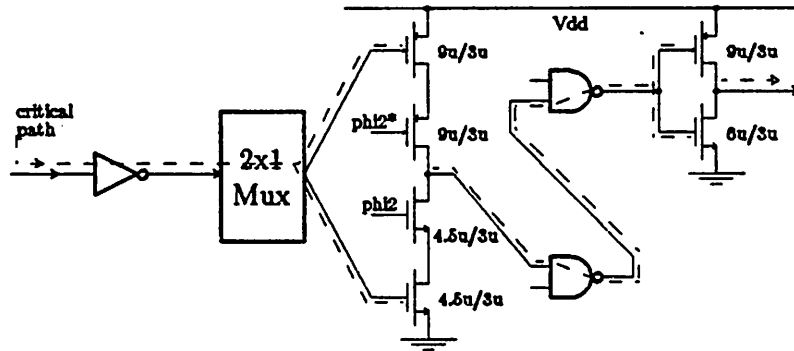 Vdd
critical
path
2x1
Mux
9u/3u
phi2*
9u/3u
phi2
4.5u/3u
4.5u/3u
9u/3u
6u/3u